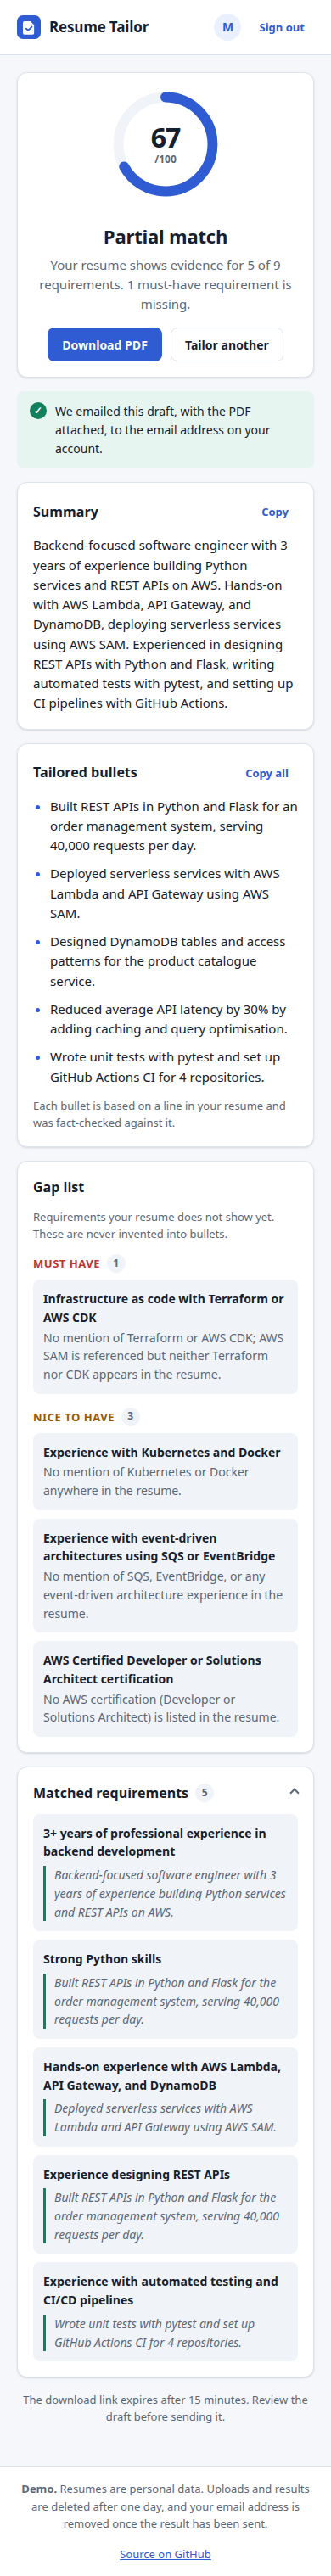 Resume Tailor
M
Sign out
67
/100
Partial match
Your resume shows evidence for 5 of 9
requirements. 1 must-have requirement is
missing.
Download PDF
Tailor another
We emailed this draft, with the PDF
attached, to the email address on your
account.
Summary
Copy
Backend-focused software engineer with 3
years of experience building Python
services and REST APIs on AWS. Hands-on
with AWS Lambda, API Gateway, and
DynamoDB, deploying serverless services
using AWS SAM. Experienced in designing
REST APIs with Python and Flask, writing
automated tests with pytest, and setting up
CI pipelines with GitHub Actions.
Tailored bullets
Copy all
• Built REST APIs in Python and Flask for an
order management system, serving
40,000 requests per day.
• Deployed serverless services with AWS
Lambda and API Gateway using AWS
SAM.
• Designed DynamoDB tables and access
patterns for the product catalogue
service.
• Reduced average API latency by 30% by
adding caching and query optimisation.
• Wrote unit tests with pytest and set up
GitHub Actions CI for 4 repositories.
Each bullet is based on a line in your resume and
was fact-checked against it.
Gap list
Requirements your resume does not show yet.
These are never invented into bullets.
MUST HAVE 1
Infrastructure as code with Terraform or
AWS CDK
No mention of Terraform or AWS CDK; AWS
SAM is referenced but neither Terraform
nor CDK appears in the resume.
NICE TO HAVE 3
Experience with Kubernetes and Docker
No mention of Kubernetes or Docker
anywhere in the resume.
Experience with event-driven
architectures using SQS or EventBridge
No mention of SQS, EventBridge, or any
event-driven architecture experience in the
resume.
AWS Certified Developer or Solutions
Architect certification
No AWS certification (Developer or
Solutions Architect) is listed in the resume.
Matched requirements 5
3+ years of professional experience in
backend development
Backend-focused software engineer with 3
years of experience building Python services
and REST APIs on AWS.
Strong Python skills
Built REST APIs in Python and Flask for the
order management system, serving 40,000
requests per day.
Hands-on experience with AWS Lambda,
API Gateway, and DynamoDB
Deployed serverless services with AWS
Lambda and API Gateway using AWS SAM.
Experience designing REST APIs
Built REST APIs in Python and Flask for the
order management system, serving 40,000
requests per day.
Experience with automated testing and
CI/CD pipelines
Wrote unit tests with pytest and set up
GitHub Actions CI for 4 repositories.
The download link expires after 15 minutes. Review the
draft before sending it.
Demo. Resumes are personal data. Uploads and results
are deleted after one day, and your email address is
removed once the result has been sent.
Source on GitHub